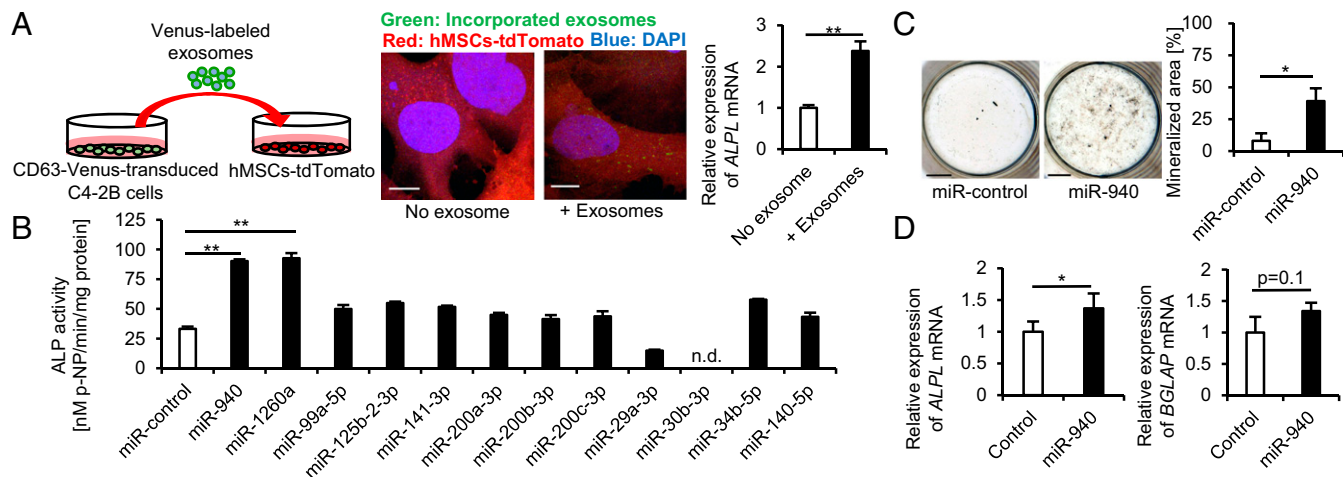 A
Venus-labeled
exosomes
CD63-Venus-transduced
C4-2B cells
hMSCs-tdTomato
Green: Incorporated exosomes
Red: hMSCs-tdTomato Blue: DAPI
No exosome
+ Exosomes
Relative expression
of ALPL mRNA
3
2
1
0
**
No exosome
+ Exosomes
B
ALP activity
[nM p-NP/min/mg protein]
125
100
75
50
25
0
**
**
n.d.
miR-control
miR-940
miR-1260a
miR-99a-5p
miR-125b-2-3p
miR-141-3p
miR-200a-3p
miR-200b-3p
miR-200c-3p
miR-29a-3p
miR-30b-3p
miR-34b-5p
miR-140-5p
C
miR-control
miR-940
Mineralized area [%]
100
75
50
25
0
*
miR-control
miR-940
D
Relative expression
of ALPL mRNA
2
1.5
1
0.5
0
*
Control
miR-940
Relative expression
of BGLAP mRNA
2
1.5
1
0.5
0
p=0.1
Control
miR-940